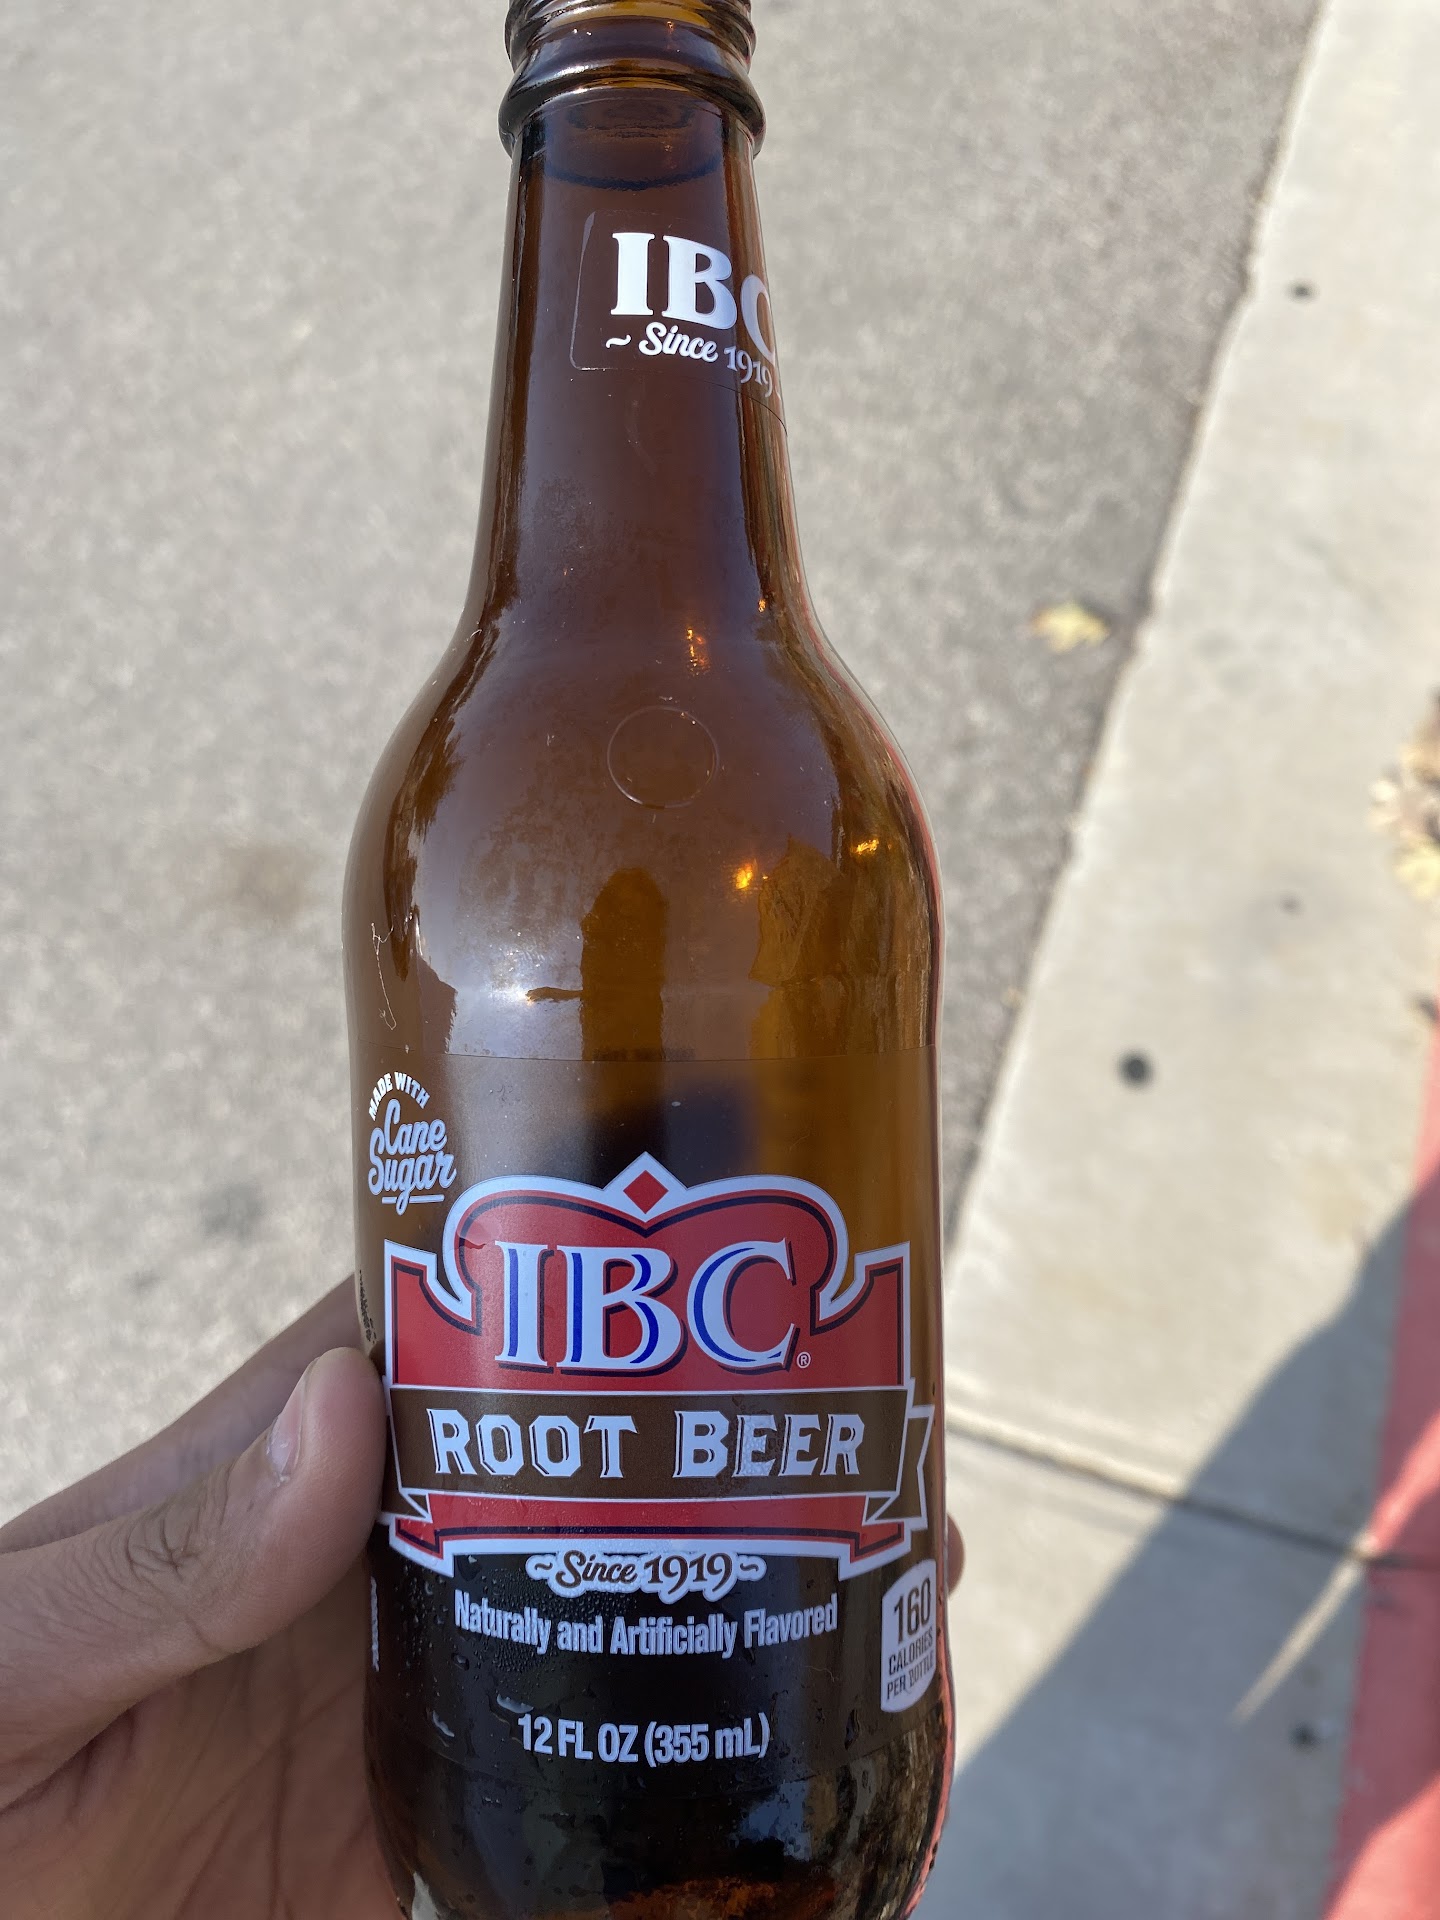 IBC
~ Since 1919
MADE WITH
Cane
Sugar
IBC®
ROOT BEER
~Since 1919~
Naturally and Artificially Flavored
160
CALORIES
PER BOTTLE
12 FL OZ (355 mL)